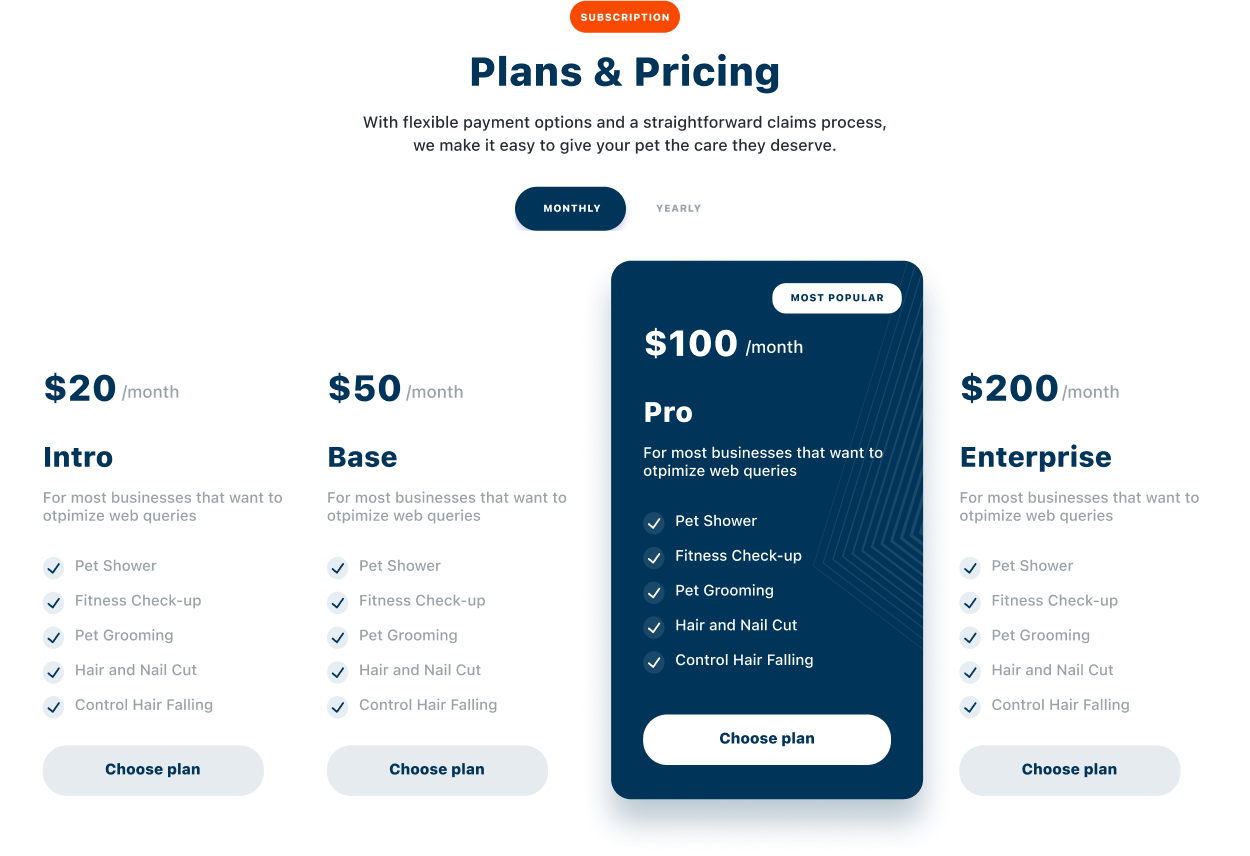 SUBSCRIPTION
Plans & Pricing
With flexible payment options and a straightforward claims process,
we make it easy to give your pet the care they deserve.
MONTHLY
YEARLY
$20 /month
Intro
For most businesses that want to
otpimize web queries
Pet Shower
Fitness Check-up
Pet Grooming
Hair and Nail Cut
Control Hair Falling
Choose plan
$50 /month
Base
For most businesses that want to
otpimize web queries
Pet Shower
Fitness Check-up
Pet Grooming
Hair and Nail Cut
Control Hair Falling
Choose plan
MOST POPULAR
$100 /month
Pro
For most businesses that want to
otpimize web queries
Pet Shower
Fitness Check-up
Pet Grooming
Hair and Nail Cut
Control Hair Falling
Choose plan
$200 /month
Enterprise
For most businesses that want to
otpimize web queries
Pet Shower
Fitness Check-up
Pet Grooming
Hair and Nail Cut
Control Hair Falling
Choose plan